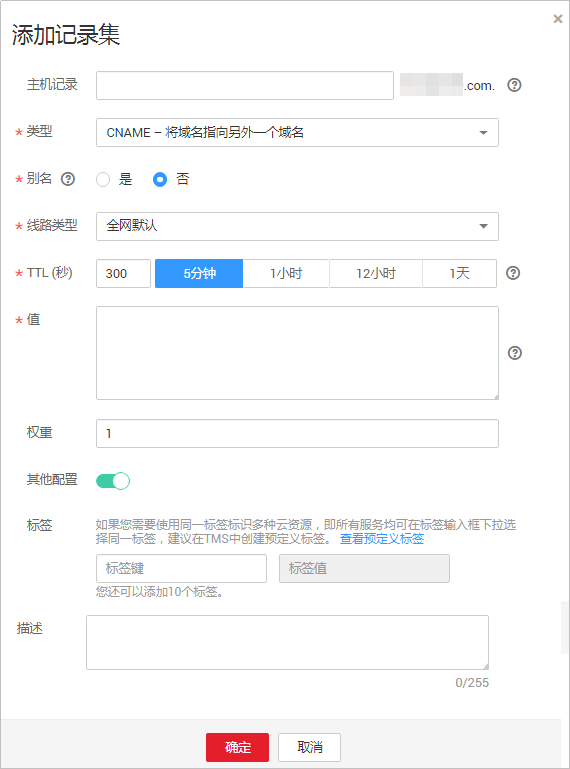 添加记录集
×
主机记录
.com.
* 类型
CNAME – 将域名指向另外一个域名
* 别名
是
否
* 线路类型
全网默认
* TTL (秒)
300
5分钟
1小时
12小时
1天
* 值
权重
1
其他配置
标签
如果您需要使用同一标签标识多种云资源，即所有服务均可在标签输入框下拉选
择同一标签，建议在TMS中创建预定义标签。 查看预定义标签
标签键
标签值
您还可以添加10个标签。
描述
0/255
确定
取消